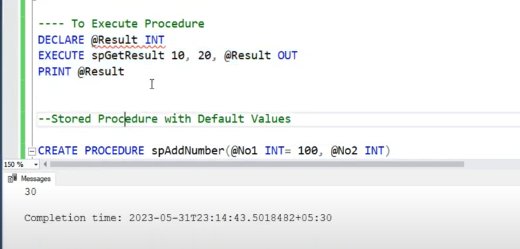 ---- To Execute Procedure
DECLARE @Result INT
EXECUTE spGetResult 10, 20, @Result OUT
PRINT @Result
--Stored Procedure with Default Values
CREATE PROCEDURE spAddNumber(@No1 INT= 100, @No2 INT)
150 %
Messages
30
Completion time: 2023-05-31T23:14:43.5018482+05:30